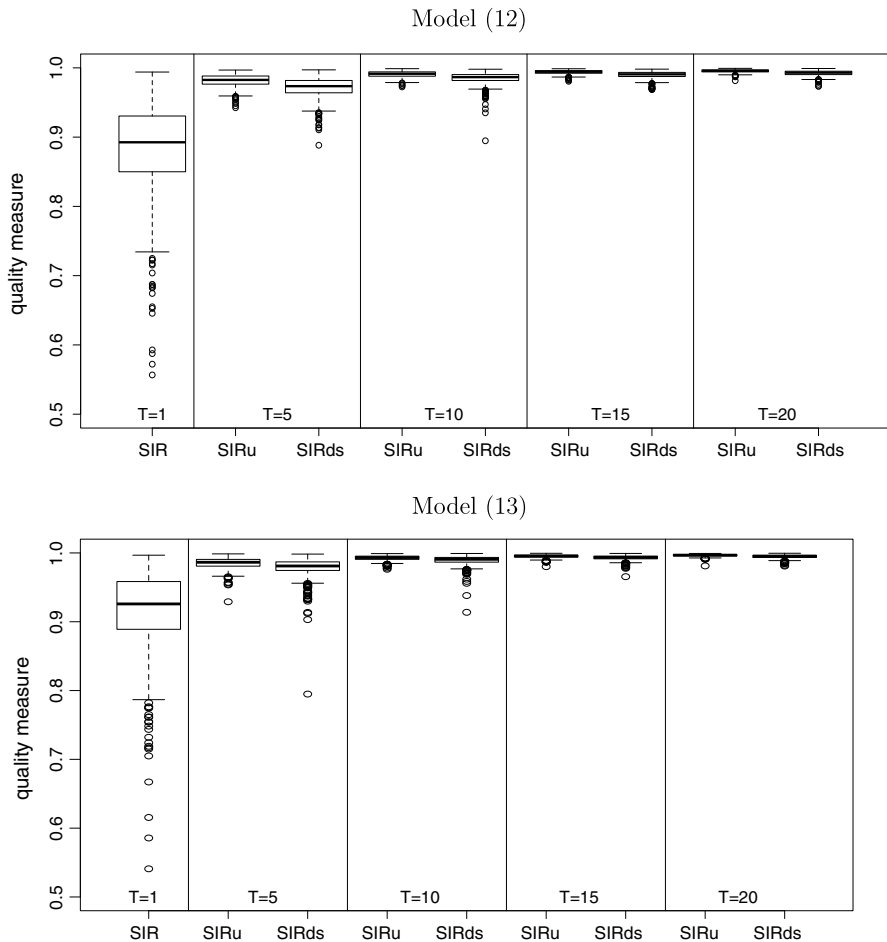 Model (12)
quality measure
1.0
0.9
0.8
0.7
0.6
0.5
T=1 T=5 T=10 T=15 T=20
SIR SIRu SIRds SIRu SIRds SIRu SIRds SIRu SIRds
Model (13)
quality measure
1.0
0.9
0.8
0.7
0.6
0.5
T=1 T=5 T=10 T=15 T=20
SIR SIRu SIRds SIRu SIRds SIRu SIRds SIRu SIRds